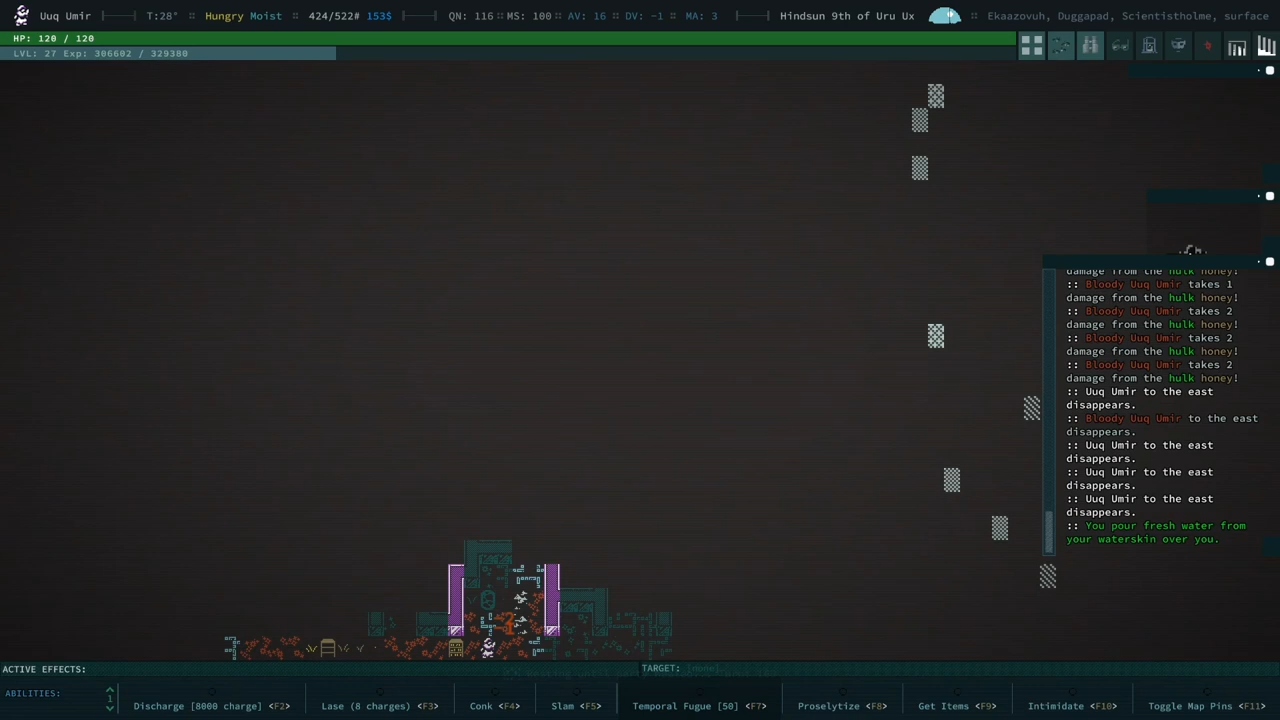 Uuq Umir T:28° :: Hungry Moist :: 424/522# 153$ QN: 116 :: MS: 100 :: AV: 16 :: DV: -1 :: MA: 3 Hindsun 9th of Uru Ux :: Ekaazovuh, Duggapad, Scientistholme, surface
HP: 120 / 120
LVL: 27 Exp: 306602 / 329380
damage from the hulk honey!
:: Bloody Uuq Umir takes 1
damage from the hulk honey!
:: Bloody Uuq Umir takes 2
damage from the hulk honey!
:: Bloody Uuq Umir takes 2
damage from the hulk honey!
:: Bloody Uuq Umir takes 2
damage from the hulk honey!
:: Uuq Umir to the east
disappears.
:: Bloody Uuq Umir to the east
disappears.
:: Uuq Umir to the east
disappears.
:: Uuq Umir to the east
disappears.
:: Uuq Umir to the east
disappears.
:: You pour fresh water from
your waterskin over you.
ACTIVE EFFECTS: TARGET: [none]
ABILITIES: 1 Discharge [8000 charge] <F2> Lase (8 charges) <F3> Conk <F4> Slam <F5> Temporal Fugue [50] <F7> Proselytize <F8> Get Items <F9> Intimidate <F10> Toggle Map Pins <F11>